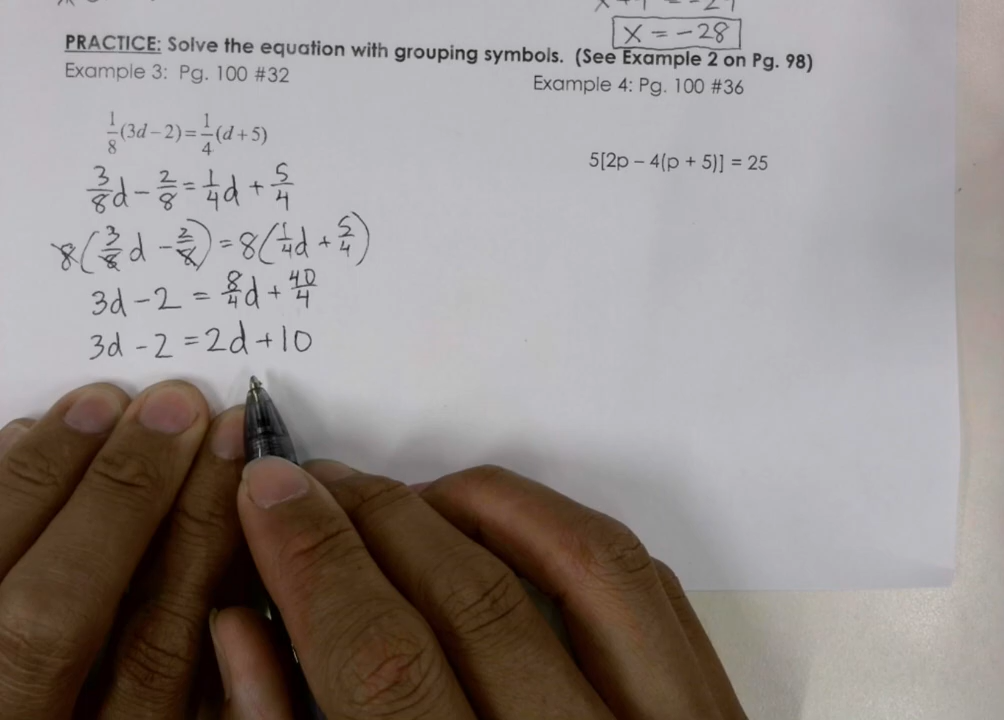 x = -28
PRACTICE: Solve the equation with grouping symbols. (See Example 2 on Pg. 98)
Example 3: Pg. 100 #32
Example 4: Pg. 100 #36
1/8(3d – 2) = 1/4(d + 5)
5[2p – 4(p + 5)] = 25
3/8d - 2/8 = 1/4d + 5/4
8(3/8d - 2/8) = 8(1/4d + 5/4)
3d - 2 = 8/4d + 40/4
3d - 2 = 2d + 10